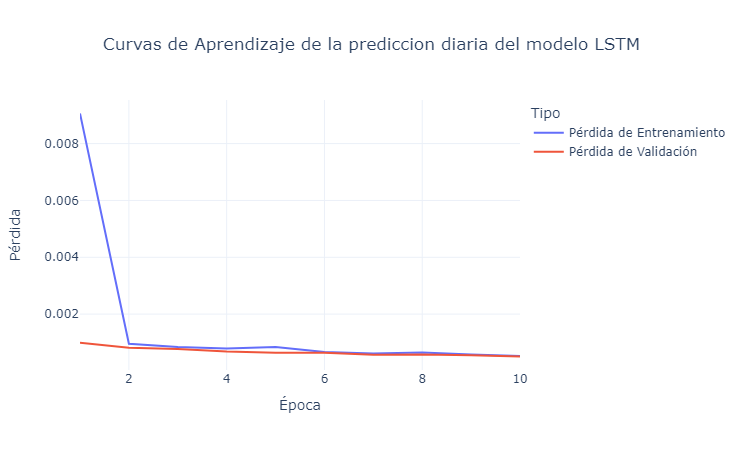 Curvas de Aprendizaje de la prediccion diaria del modelo LSTM
Tipo
Pérdida de Entrenamiento
Pérdida de Validación
Pérdida
0.008
0.006
0.004
0.002
2 4 6 8 10
Época